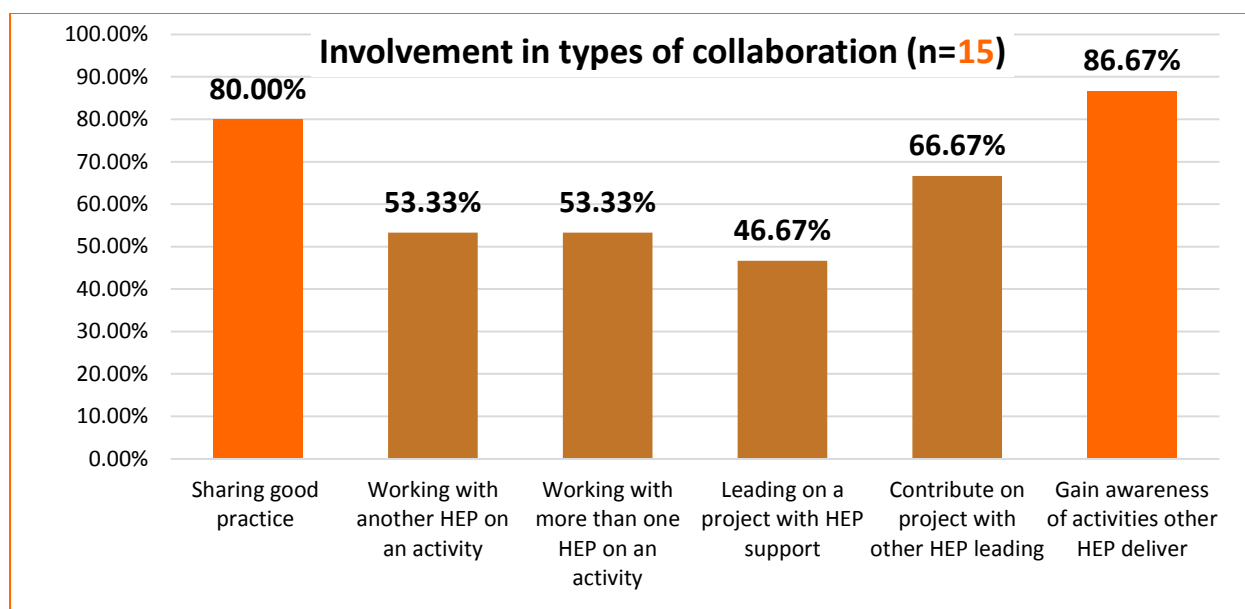 Involvement in types of collaboration (n=15)
100.00%
90.00%
80.00%
70.00%
60.00%
50.00%
40.00%
30.00%
20.00%
10.00%
0.00%
80.00%
53.33%
53.33%
46.67%
66.67%
86.67%
Sharing good
practice
Working with
another HEP on
an activity
Working with
more than one
HEP on an
activity
Leading on a
project with HEP
support
Contribute on
project with
other HEP leading
Gain awareness
of activities other
HEP deliver